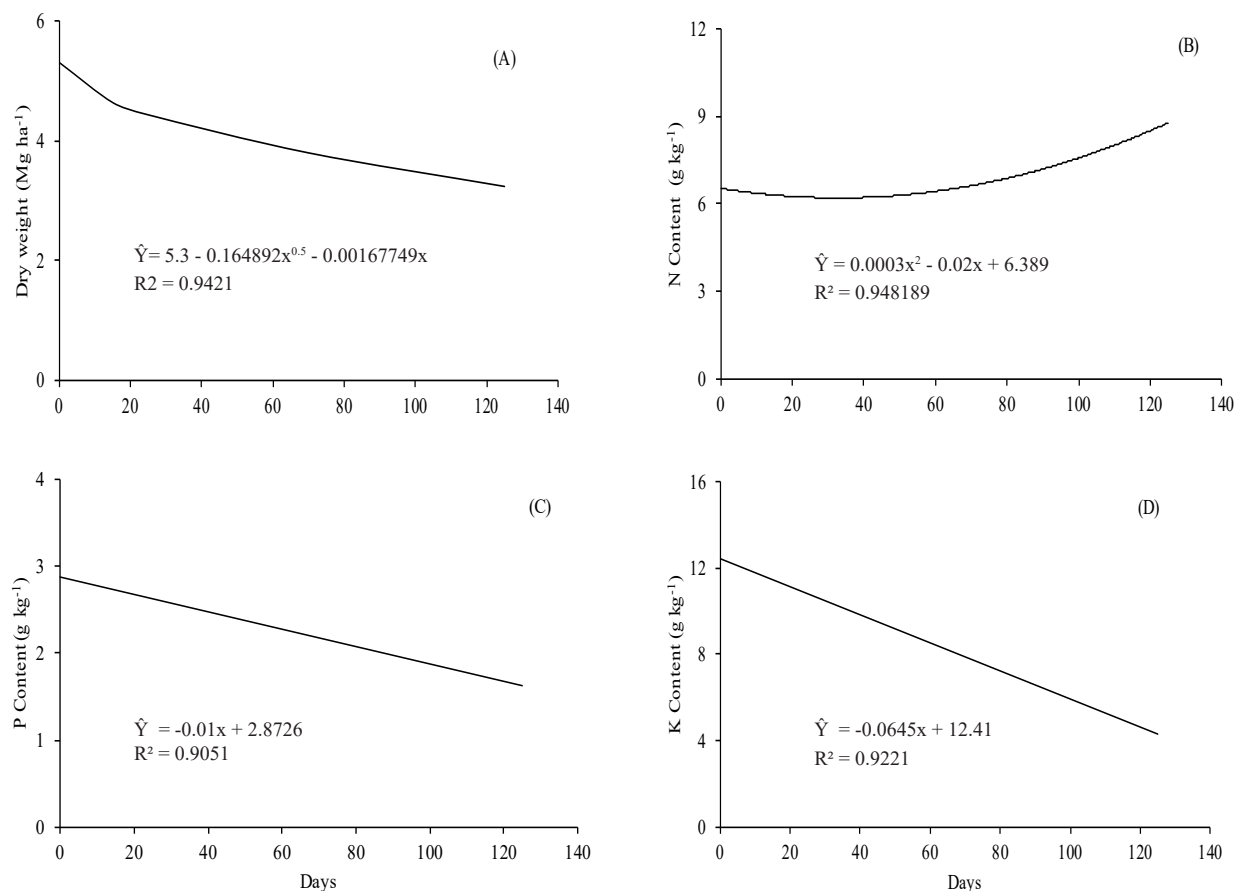 6
(A)
Dry weight (Mg ha⁻¹)
4
2
0
Ŷ= 5.3 - 0.164892x⁰·⁵ - 0.00167749x
R2 = 0.9421
0 20 40 60 80 100 120 140
12
(B)
N Content (g kg⁻¹)
9
6
3
0
Ŷ = 0.0003x² - 0.02x + 6.389
R² = 0.948189
0 20 40 60 80 100 120 140
4
(C)
P Content (g kg⁻¹)
3
2
1
0
Ŷ = -0.01x + 2.8726
R² = 0.9051
0 20 40 60 80 100 120 140
Days
16
(D)
K Content (g kg⁻¹)
12
8
4
0
Ŷ = -0.0645x + 12.41
R² = 0.9221
0 20 40 60 80 100 120 140
Days